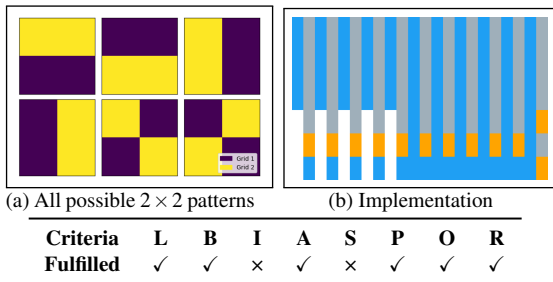 Grid 1
Grid 2
(a) All possible 2 × 2 patterns
(b) Implementation
Criteria L B I A S P O R
Fulfilled ✓ ✓ × ✓ × ✓ ✓ ✓